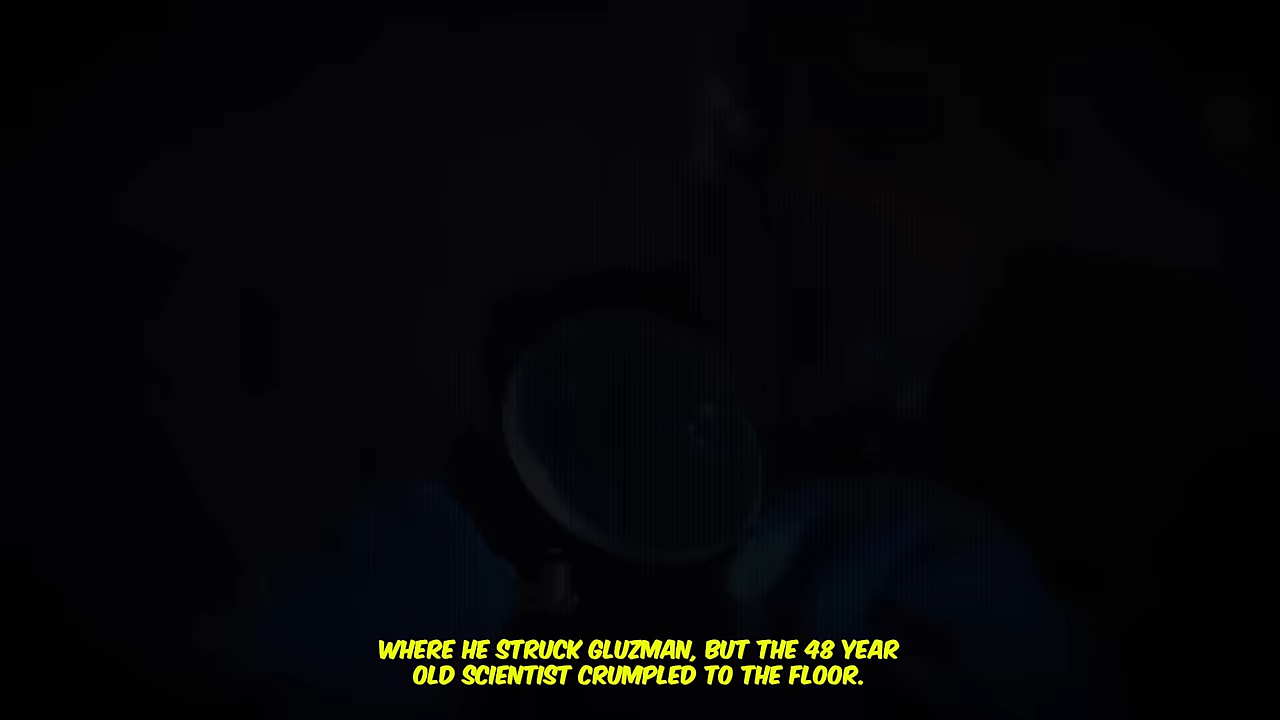 WHERE HE STRUCK GLUZMAN, BUT THE 48 YEAR
OLD SCIENTIST CRUMPLED TO THE FLOOR.